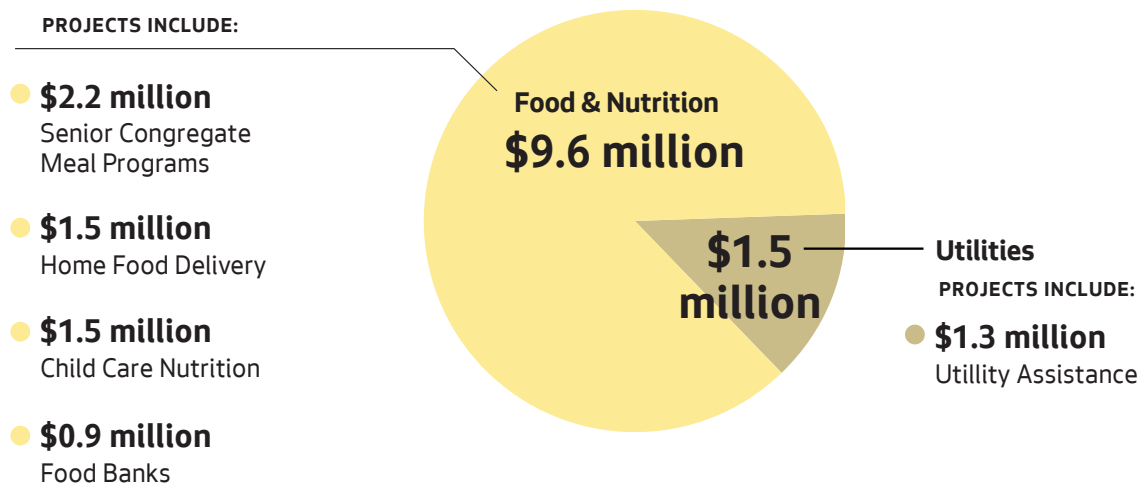 PROJECTS INCLUDE:
$2.2 million
Senior Congregate
Meal Programs
$1.5 million
Home Food Delivery
$1.5 million
Child Care Nutrition
$0.9 million
Food Banks
Food & Nutrition
$9.6 million
$1.5
million
Utilities
PROJECTS INCLUDE:
$1.3 million
Utillity Assistance